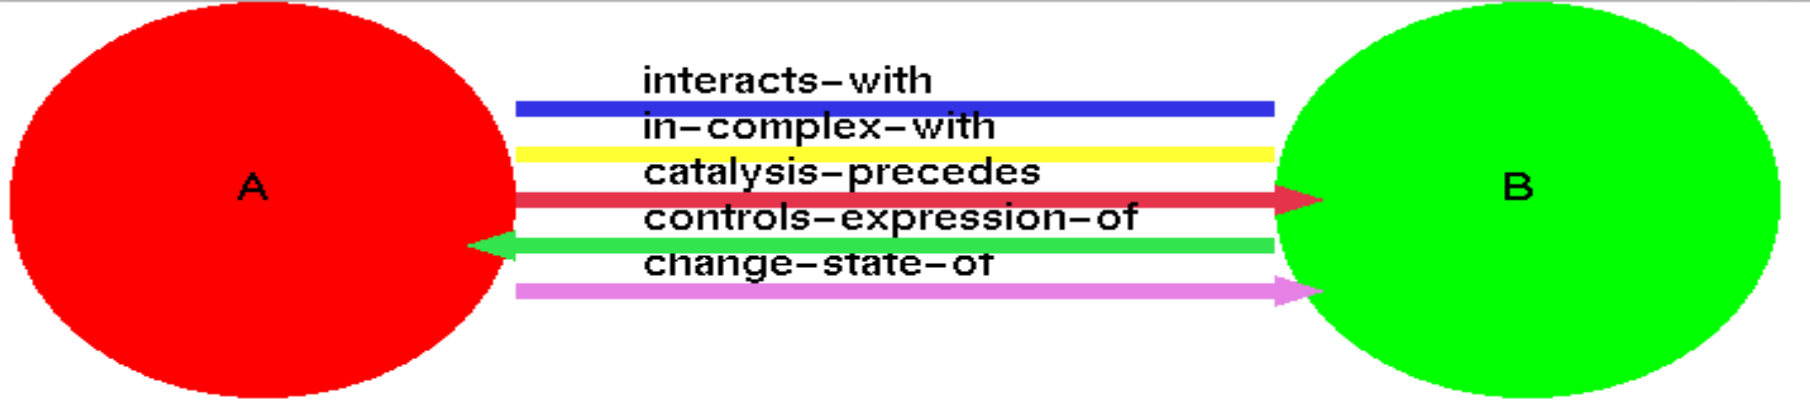 interacts-with
in-complex-with
catalysis-precedes
A
B
controls-expression-of
change-state-of